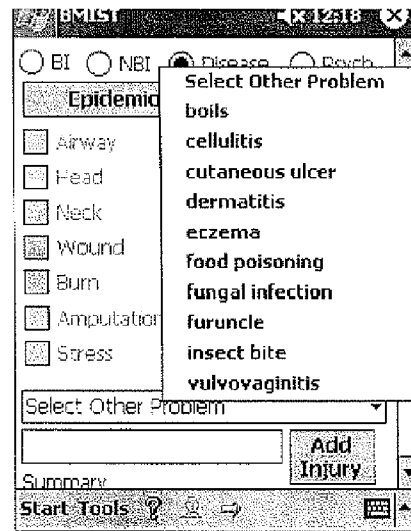 BMIST 12:18
BI NBI Disease Psych
Select Other Problem
Epidemio
boils
Airway
cellulitis
Head
cutaneous ulcer
Neck
dermatitis
Wound
eczema
Burn
food poisoning
Amputation
fungal infection
Stress
furuncle
insect bite
vulvovaginitis
Select Other Problem
Add
Injury
Summary
Start Tools ?